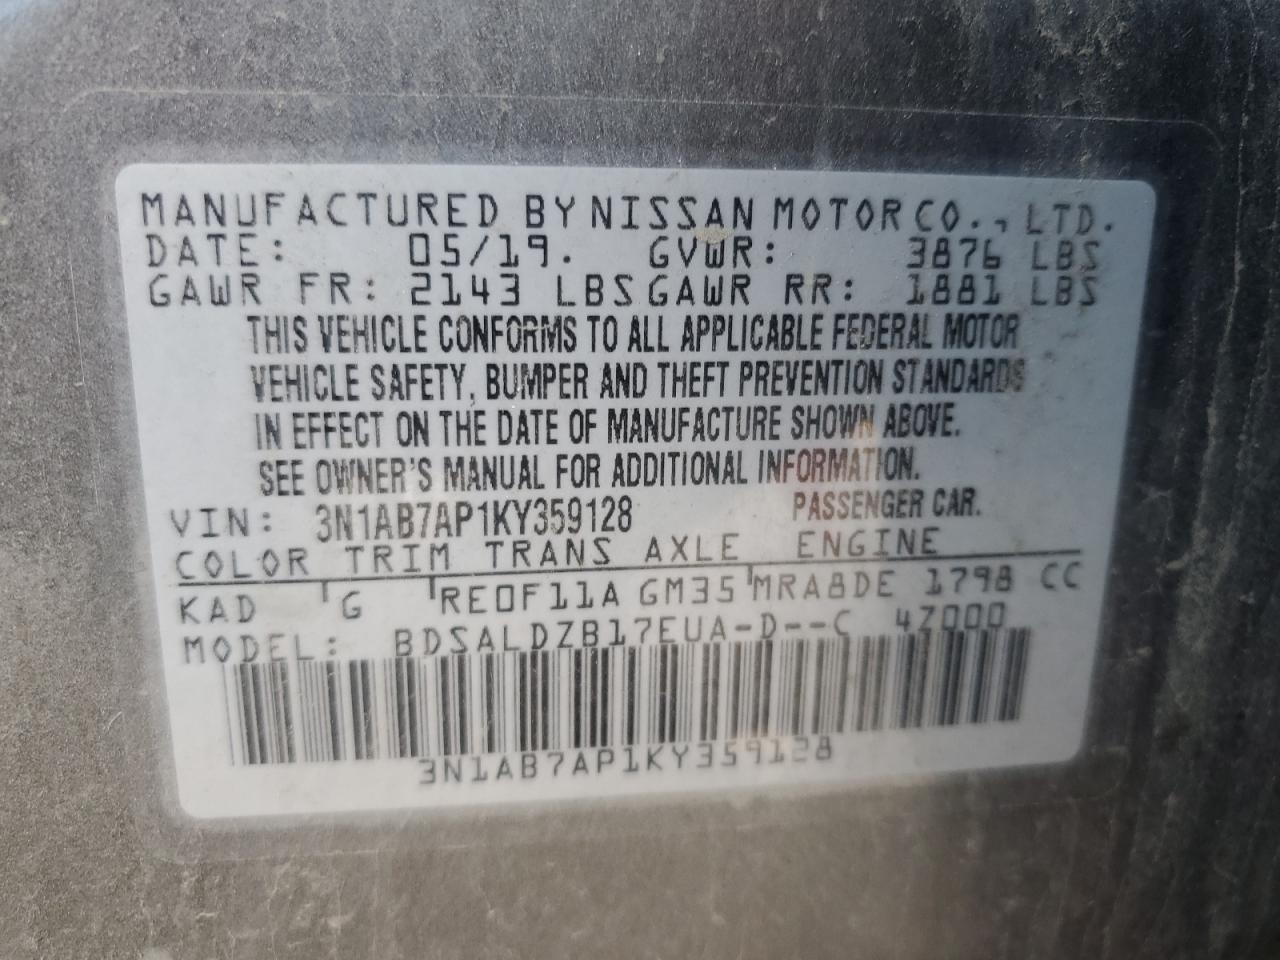 MANUFACTURED BY NISSAN MOTOR CO., LTD.
DATE: 05/19. GVWR: 3876 LBS
GAWR FR: 2143 LBS GAWR RR: 1881 LBS
THIS VEHICLE CONFORMS TO ALL APPLICABLE FEDERAL MOTOR
VEHICLE SAFETY, BUMPER AND THEFT PREVENTION STANDARDS
IN EFFECT ON THE DATE OF MANUFACTURE SHOWN ABOVE.
SEE OWNER'S MANUAL FOR ADDITIONAL INFORMATION.
VIN: 3N1AB7AP1KY359128 PASSENGER CAR.
COLOR TRIM TRANS AXLE ENGINE
KAD G RE0F11A GM35 MRA8DE 1798 CC
MODEL: BDSALDZB17EUA-D--C 4Z000
3N1AB7AP1KY359128